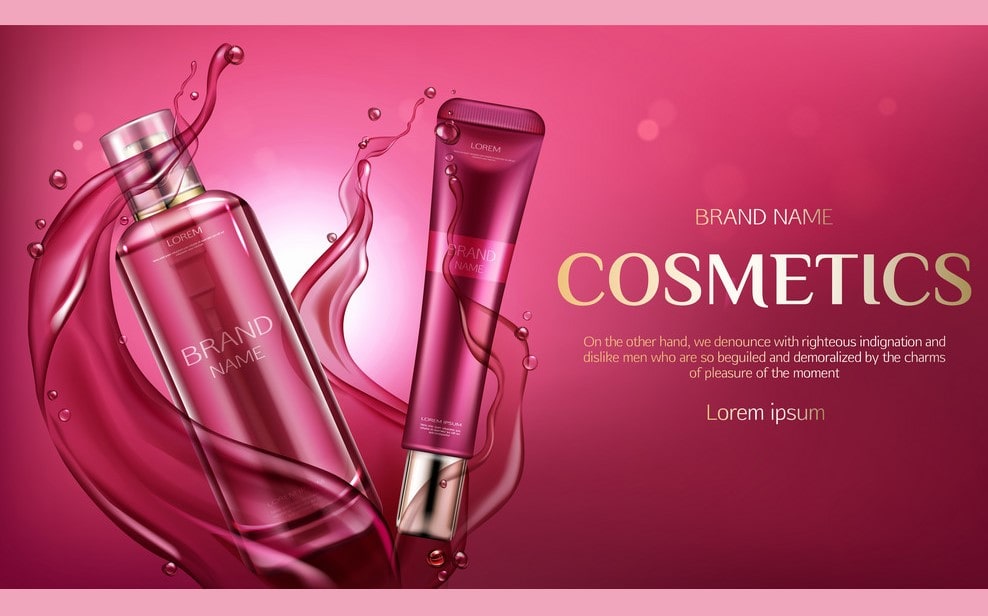 LOREM
BRAND
NAME
LOREM
BRAND
NAME
LOREM IPSUM
BRAND NAME
COSMETICS
On the other hand, we denounce with righteous indignation and
dislike men who are so beguiled and demoralized by the charms
of pleasure of the moment
Lorem ipsum